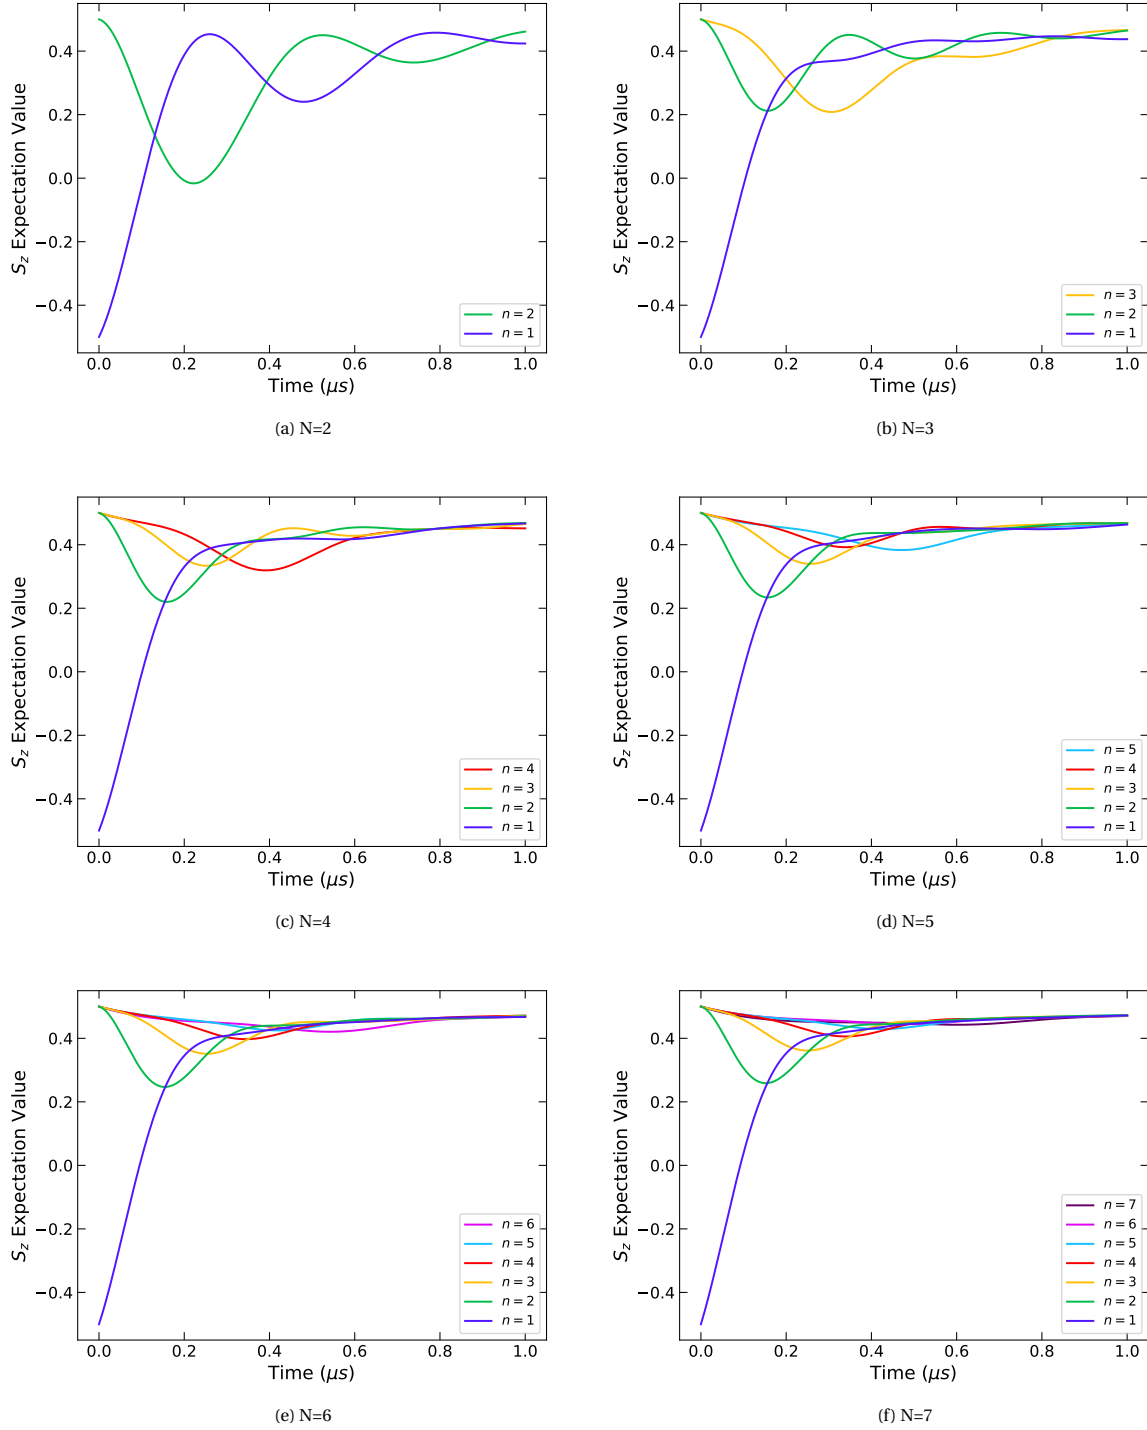 0.4
0.2
0.0
−0.2
−0.4
S_z Expectation Value
n = 2
n = 1
0.0 0.2 0.4 0.6 0.8 1.0
Time (μs)
(a) N=2
0.4
0.2
0.0
−0.2
−0.4
S_z Expectation Value
n = 3
n = 2
n = 1
0.0 0.2 0.4 0.6 0.8 1.0
Time (μs)
(b) N=3
0.4
0.2
0.0
−0.2
−0.4
S_z Expectation Value
n = 4
n = 3
n = 2
n = 1
0.0 0.2 0.4 0.6 0.8 1.0
Time (μs)
(c) N=4
0.4
0.2
0.0
−0.2
−0.4
S_z Expectation Value
n = 5
n = 4
n = 3
n = 2
n = 1
0.0 0.2 0.4 0.6 0.8 1.0
Time (μs)
(d) N=5
0.4
0.2
0.0
−0.2
−0.4
S_z Expectation Value
n = 6
n = 5
n = 4
n = 3
n = 2
n = 1
0.0 0.2 0.4 0.6 0.8 1.0
Time (μs)
(e) N=6
0.4
0.2
0.0
−0.2
−0.4
S_z Expectation Value
n = 7
n = 6
n = 5
n = 4
n = 3
n = 2
n = 1
0.0 0.2 0.4 0.6 0.8 1.0
Time (μs)
(f) N=7